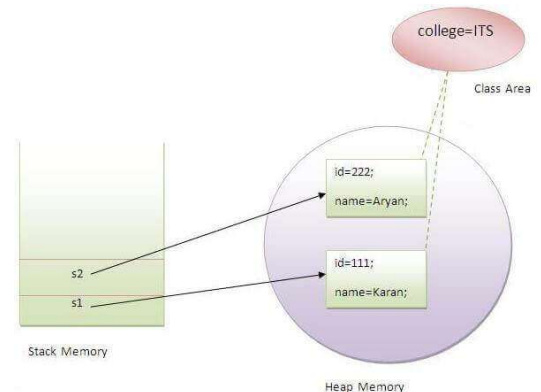 college=ITS
Class Area
id=222;
name=Aryan;
id=111;
name=Karan;
s2
s1
Stack Memory
Heap Memory